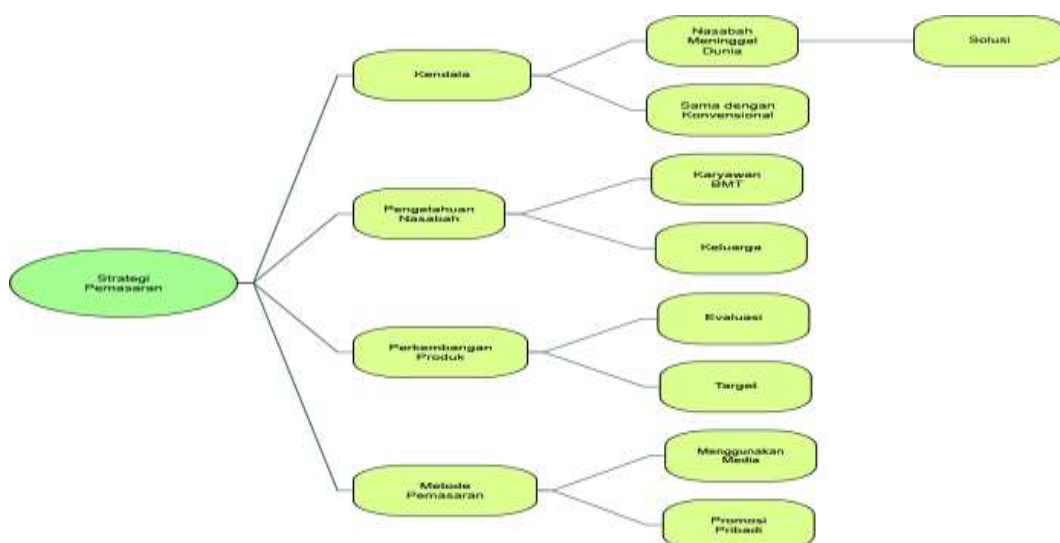 Strategi
Pemasaran
Kendala
Nasabah
Meninggal
Dunia
Solusi
Sama dengan
Konvensional
Pengetahuan
Nasabah
Karyawan
BMT
Keluarga
Perkembangan
Produk
Evaluasi
Target
Metode
Pemasaran
Menggunakan
Media
Promosi
Pribadi